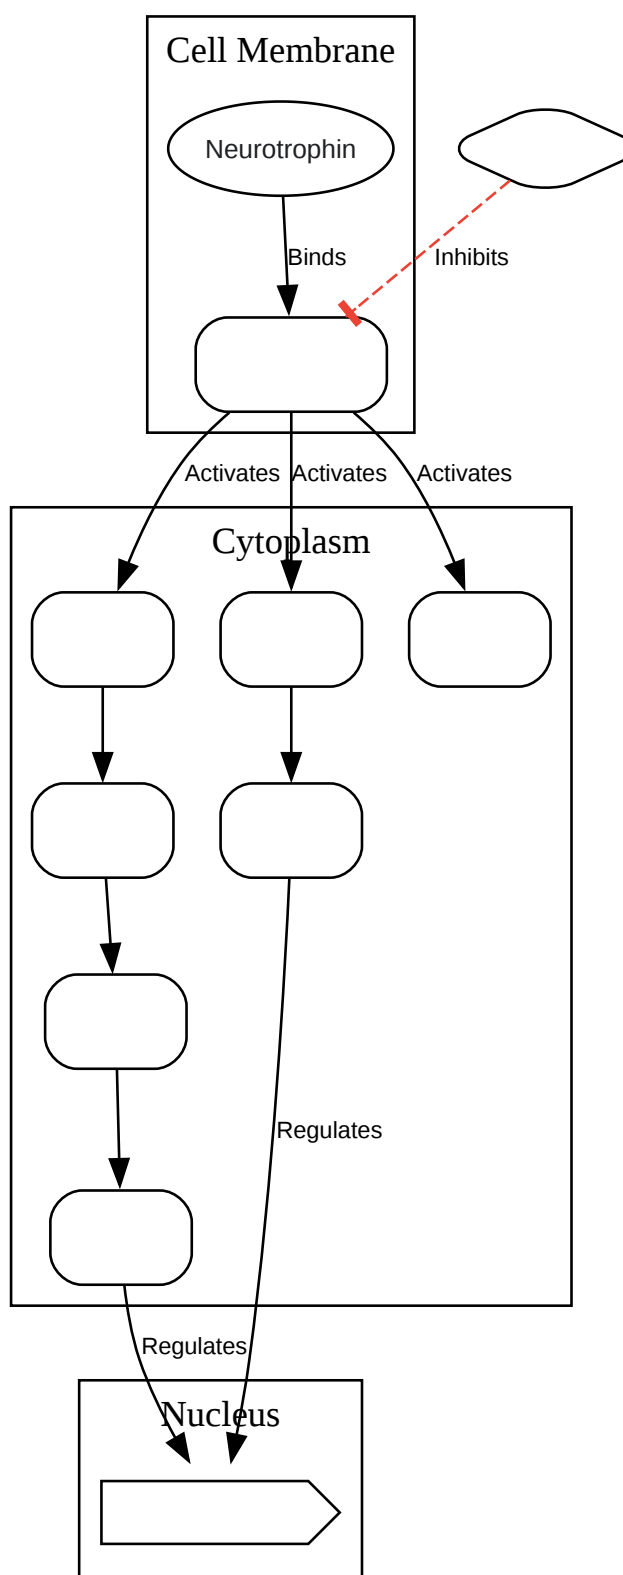 Cell Membrane
Neurotrophin
Binds
Inhibits
Activates
Activates
Activates
Cytoplasm
Regulates
Regulates
Nucleus